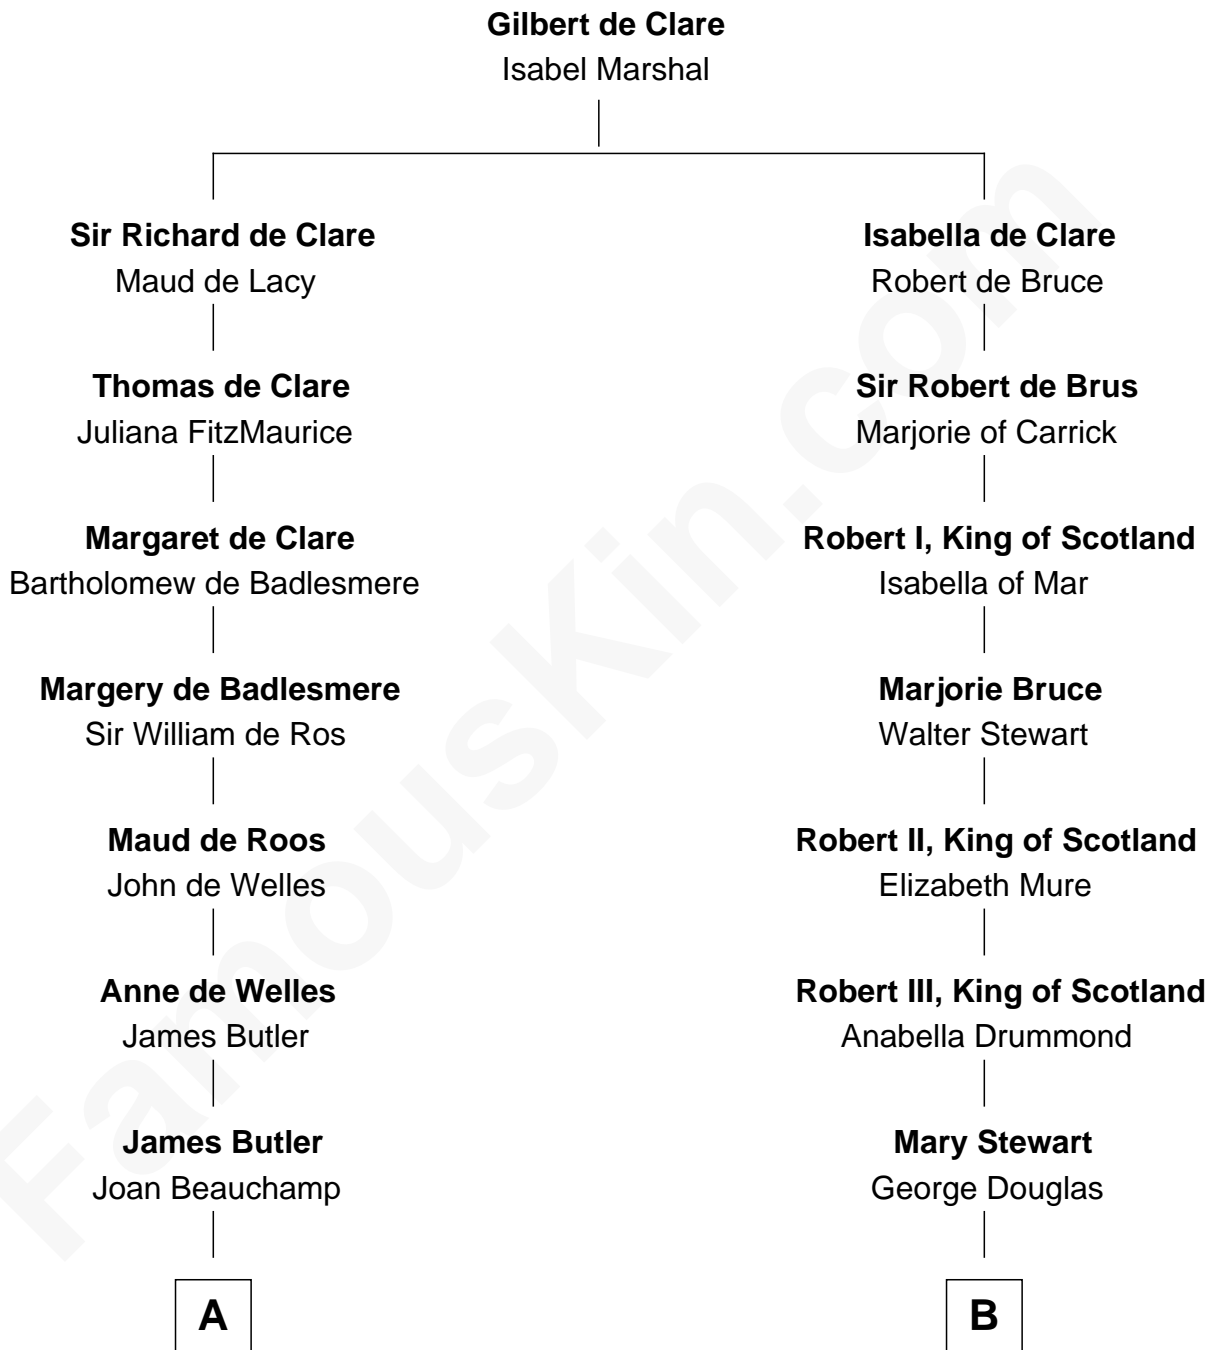 Gilbert de Clare
Isabel Marshal
Sir Richard de Clare
Maud de Lacy
Thomas de Clare
Juliana FitzMaurice
Margaret de Clare
Bartholomew de Badlesmere
Margery de Badlesmere
Sir William de Ros
Maud de Roos
John de Welles
Anne de Welles
James Butler
James Butler
Joan Beauchamp
A
Isabella de Clare
Robert de Bruce
Sir Robert de Brus
Marjorie of Carrick
Robert I, King of Scotland
Isabella of Mar
Marjorie Bruce
Walter Stewart
Robert II, King of Scotland
Elizabeth Mure
Robert III, King of Scotland
Anabella Drummond
Mary Stewart
George Douglas
B
FamousKin.com